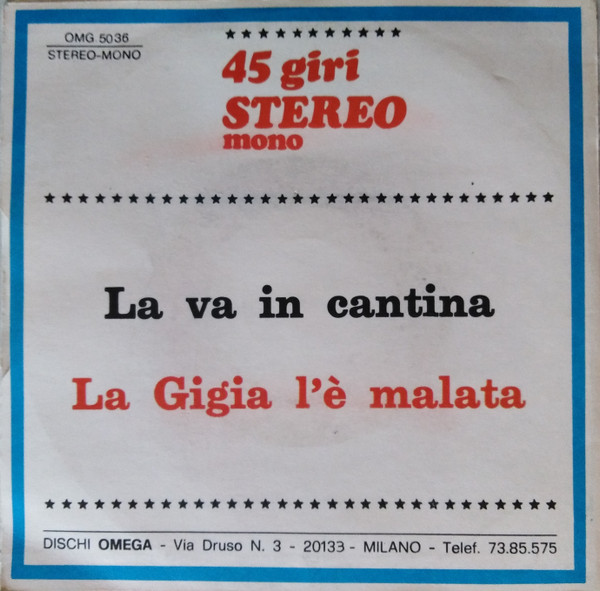 OMG 5036
STEREO-MONO
45 giri
STEREO
mono
La va in cantina
La Gigia l'è malata
DISCHI OMEGA - Via Druso N. 3 - 20133 - MILANO - Telef. 73.85.575